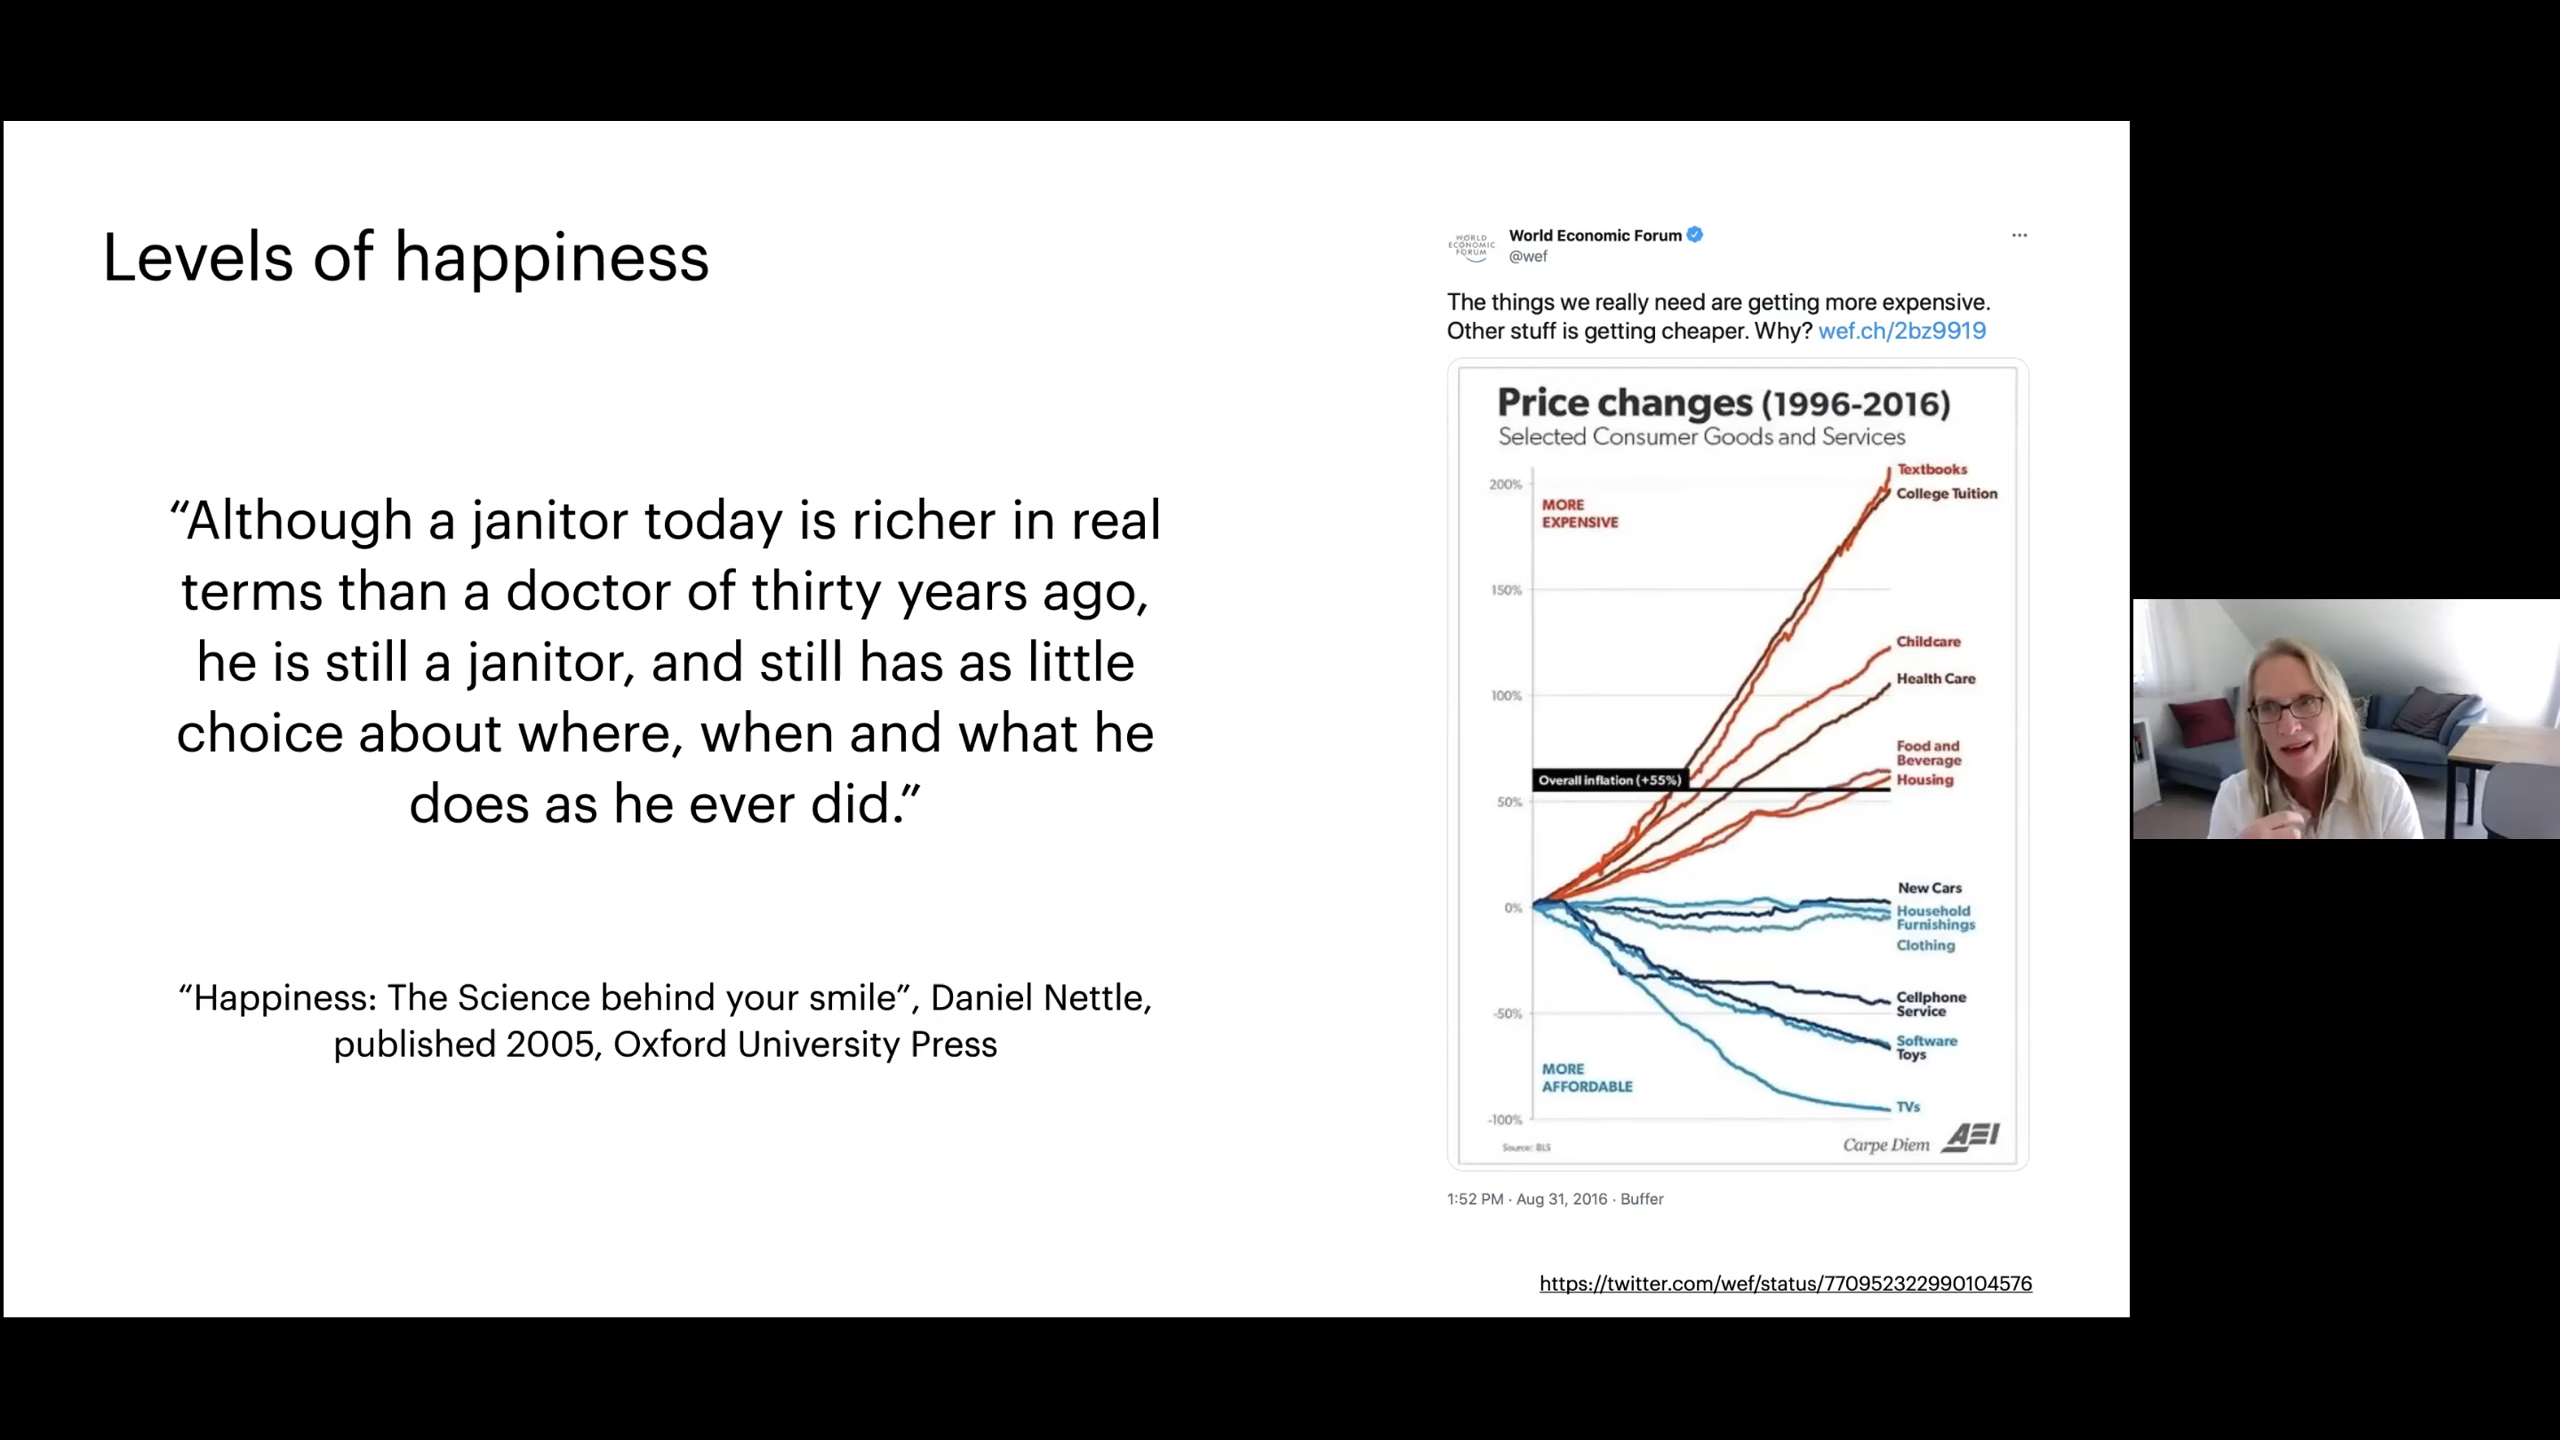 Levels of happiness
“Although a janitor today is richer in real
terms than a doctor of thirty years ago,
he is still a janitor, and still has as little
choice about where, when and what he
does as he ever did.”
“Happiness: The Science behind your smile”, Daniel Nettle,
published 2005, Oxford University Press
WORLD
ECONOMIC
FORUM
World Economic Forum
@wef
The things we really need are getting more expensive.
Other stuff is getting cheaper. Why? wef.ch/2bz9919
Price changes (1996-2016)
Selected Consumer Goods and Services
200%
150%
100%
50%
0%
-50%
-100%
MORE
EXPENSIVE
Overall inflation (+55%)
MORE
AFFORDABLE
Textbooks
College Tuition
Childcare
Health Care
Food and
Beverage
Housing
New Cars
Household
Furnishings
Clothing
Cellphone
Service
Software
Toys
TVs
Source: BLS
Carpe Diem AEI
1:52 PM · Aug 31, 2016 · Buffer
https://twitter.com/wef/status/770952322990104576